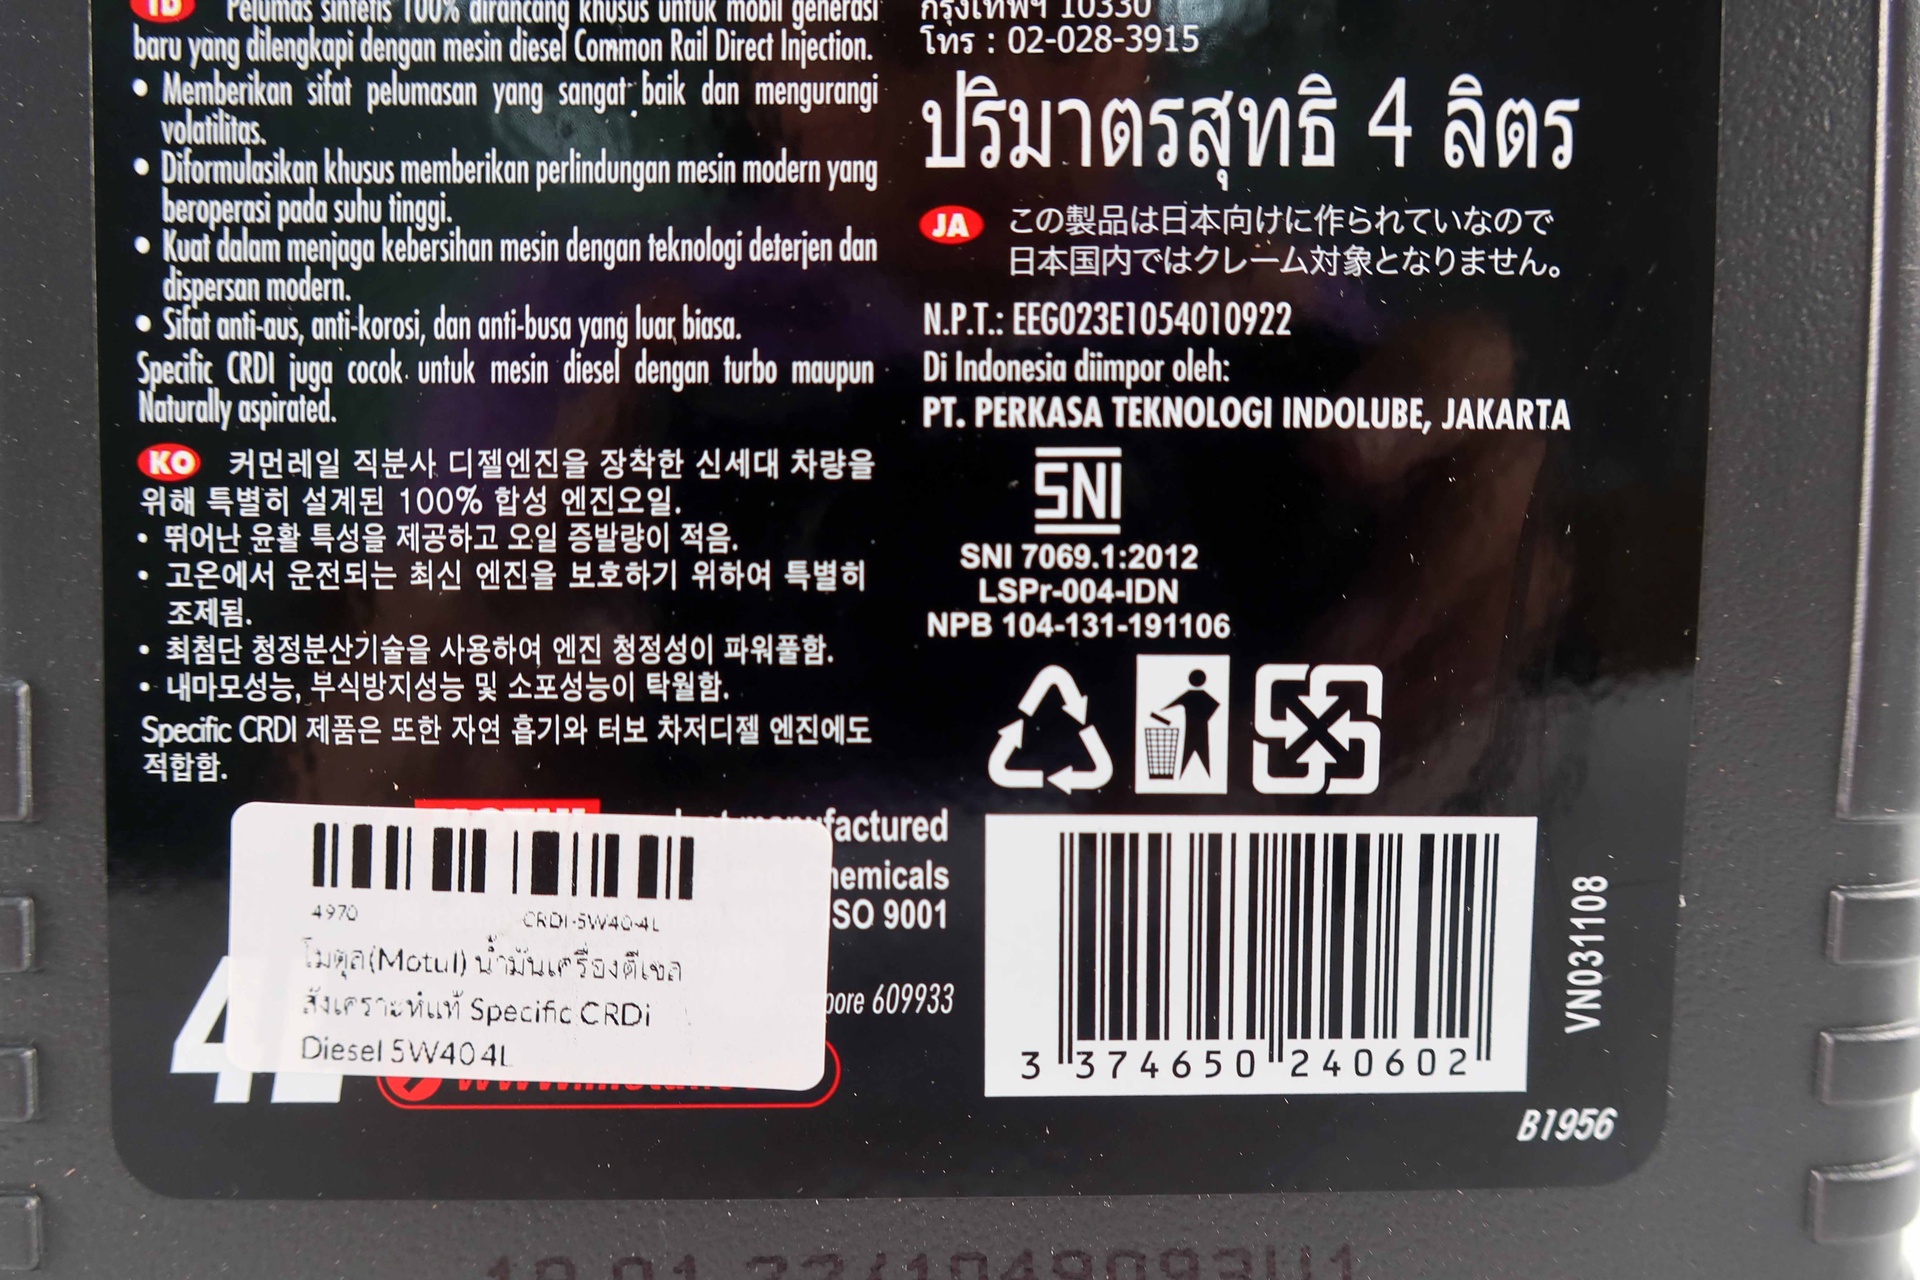 ID Pelumas sintetis 100% dirancang khusus untuk mobil generasi
baru yang dilengkapi dengan mesin diesel Common Rail Direct Injection.
• Memberikan sifat pelumasan yang sangat baik dan mengurangi
volatilitas.
• Diformulasikan khusus memberikan perlindungan mesin modern yang
beroperasi pada suhu tinggi.
• Kuat dalam menjaga kebersihan mesin dengan teknologi deterjen dan
dispersan modern.
• Sifat anti-aus, anti-korosi, dan anti-busa yang luar biasa.
Specific CRDI juga cocok untuk mesin diesel dengan turbo maupun
Naturally aspirated.
KO 커먼레일 직분사 디젤엔진을 장착한 신세대 차량을
위해 특별히 설계된 100% 합성 엔진오일.
• 뛰어난 윤활 특성을 제공하고 오일 증발량이 적음.
• 고온에서 운전되는 최신 엔진을 보호하기 위하여 특별히
조제됨.
• 최첨단 청정분산기술을 사용하여 엔진 청정성이 파워풀함.
• 내마모성능, 부식방지성능 및 소포성능이 탁월함.
Specific CRDI 제품은 또한 자연 흡기와 터보 차저디젤 엔진에도
적합함.
factured
hemicals
SO 9001
pore 609933
4970 CRDI-5W40-4L
โมตุล(Motul) น้ำมันเครื่องดีเซล
สังเคราะห์แท้ Specific CRDi
Diesel 5W40 4L
กรุงเทพฯ 10330
โทร : 02-028-3915
ปริมาตรสุทธิ 4 ลิตร
JA この製品は日本向けに作られていなので
日本国内ではクレーム対象となりません。
N.P.T.: EEG023E1054010922
Di Indonesia diimpor oleh:
PT. PERKASA TEKNOLOGI INDOLUBE, JAKARTA
SNI
SNI 7069.1:2012
LSPr-004-IDN
NPB 104-131-191106
3 374650 240602
VN031108
B1956